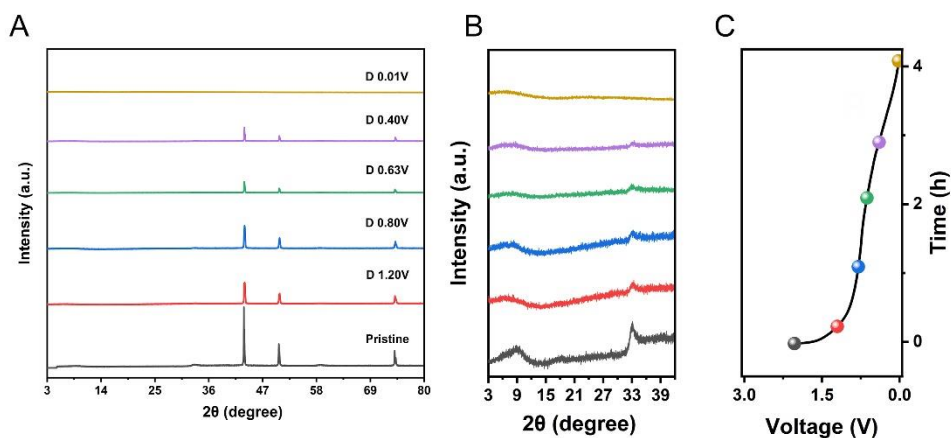 A
D 0.01V
D 0.40V
D 0.63V
D 0.80V
D 1.20V
Pristine
Intensity (a.u.)
3 14 25 36 47 58 69 80
2θ (degree)
B
Intensity (a.u.)
3 9 15 21 27 33 39
2θ (degree)
C
4
2
0
Time (h)
3.0 1.5 0.0
Voltage (V)